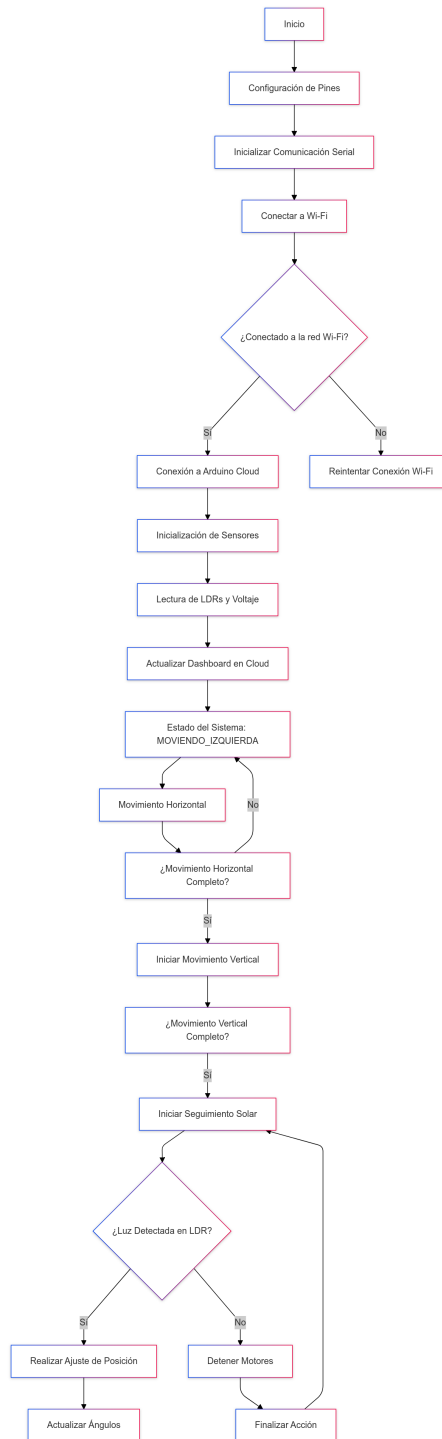 Inicio
Configuración de Pines
Inicializar Comunicación Serial
Conectar a Wi-Fi
¿Conectado a la red Wi-Fi?
Sí
No
Conexión a Arduino Cloud
Reintentar Conexión Wi-Fi
Inicialización de Sensores
Lectura de LDRs y Voltaje
Actualizar Dashboard en Cloud
Estado del Sistema:
MOVIENDO_IZQUIERDA
Movimiento Horizontal
No
¿Movimiento Horizontal
Completo?
Sí
Iniciar Movimiento Vertical
¿Movimiento Vertical
Completo?
Sí
Iniciar Seguimiento Solar
¿Luz Detectada en LDR?
Sí
No
Realizar Ajuste de Posición
Detener Motores
Actualizar Ángulos
Finalizar Acción